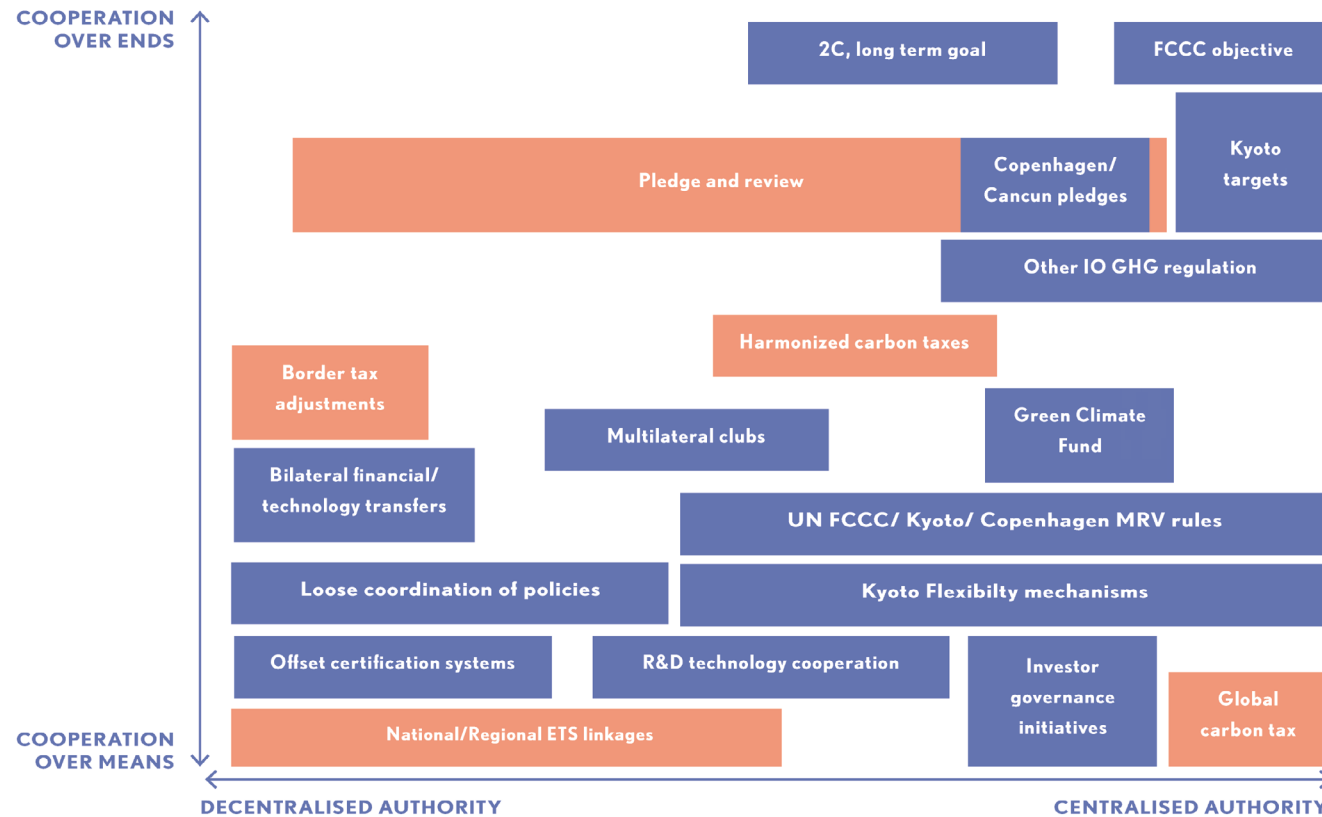 COOPERATION
OVER ENDS
2C, long term goal
FCCC objective
Kyoto
targets
Pledge and review
Copenhagen/
Cancun pledges
Other IO GHG regulation
Harmonized carbon taxes
Border tax
adjustments
Green Climate
Fund
Multilateral clubs
Bilateral financial/
technology transfers
UN FCCC/ Kyoto/ Copenhagen MRV rules
Loose coordination of policies
Kyoto Flexibilty mechanisms
Offset certification systems
R&D technology cooperation
Investor
governance
initiatives
Global
carbon tax
National/Regional ETS linkages
COOPERATION
OVER MEANS
DECENTRALISED AUTHORITY
CENTRALISED AUTHORITY